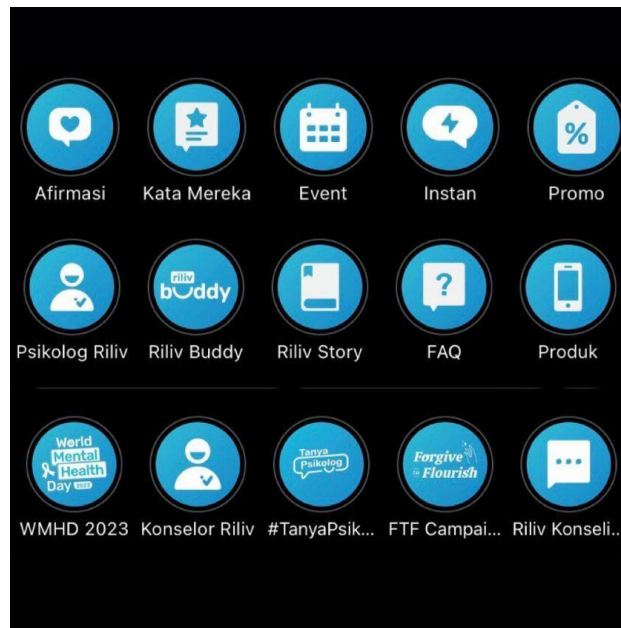 Afirmasi
Kata Mereka
Event
Instan
%
Promo
riliv
buddy
?
Psikolog Riliv
Riliv Buddy
Riliv Story
FAQ
Produk
World
Mental
Health
Day 2023
Tanya
Psikolog
Forgive
to Flourish
WMHD 2023
Konselor Riliv
#TanyaPsik...
FTF Campai...
Riliv Konseli..